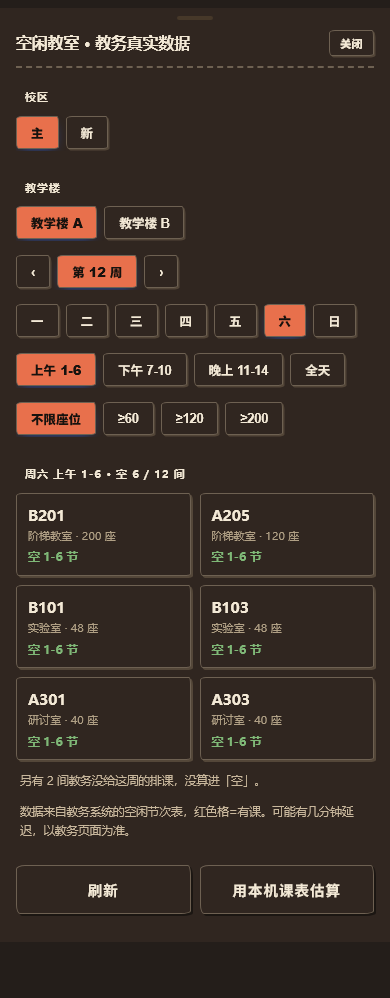 空闲教室 • 教务真实数据
关闭
校区
主
新
教学楼
教学楼 A
教学楼 B
‹
第 12 周
›
一
二
三
四
五
六
日
上午 1-6
下午 7-10
晚上 11-14
全天
不限座位
≥60
≥120
≥200
周六 上午 1-6 • 空 6 / 12 间
B201
阶梯教室 · 200 座
空 1-6 节
A205
阶梯教室 · 120 座
空 1-6 节
B101
实验室 · 48 座
空 1-6 节
B103
实验室 · 48 座
空 1-6 节
A301
研讨室 · 40 座
空 1-6 节
A303
研讨室 · 40 座
空 1-6 节
另有 2 间教务没给这周的排课，没算进「空」。
数据来自教务系统的空闲节次表，红色格=有课。可能有几分钟延
迟，以教务页面为准。
刷新
用本机课表估算